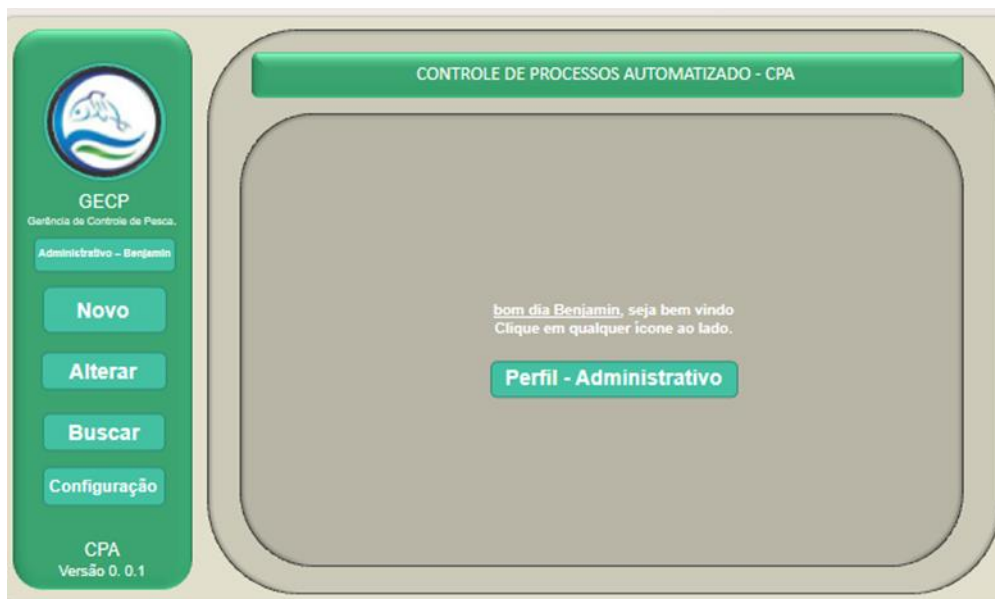 GECP
Gerência de Controle de Pesca.
Administrativo – Benjamin
Novo
Alterar
Buscar
Configuração
CPA
Versão 0. 0.1
CONTROLE DE PROCESSOS AUTOMATIZADO - CPA
bom dia Benjamin, seja bem vindo
Clique em qualquer ícone ao lado.
Perfil - Administrativo